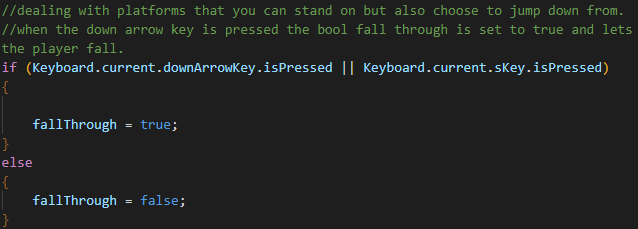 //dealing with platforms that you can stand on but also choose to jump down from.
//when the down arrow key is pressed the bool fall through is set to true and lets
the player fall.
if (Keyboard.current.downArrowKey.isPressed || Keyboard.current.sKey.isPressed)
{
fallThrough = true;
}
else
{
fallThrough = false;
}